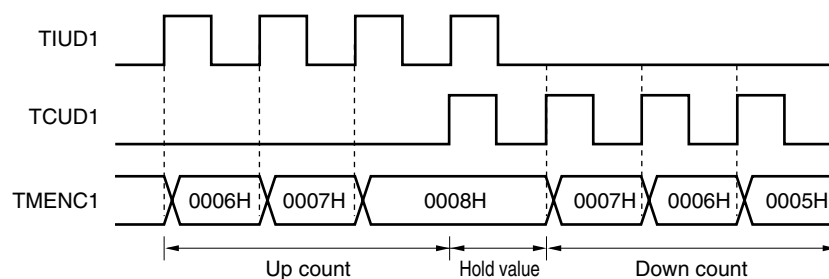 TIUD1
TCUD1
TMENC1 0006H 0007H 0008H 0007H 0006H 0005H
Up count Hold value Down count